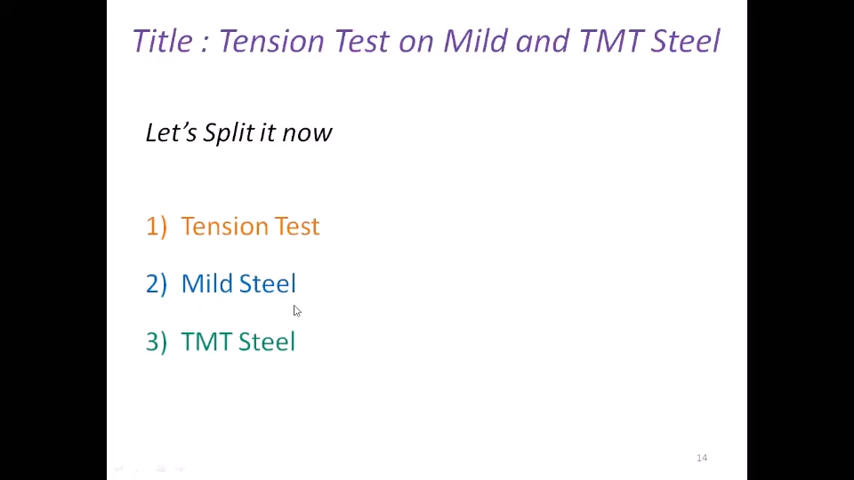 Title : Tension Test on Mild and TMT Steel
Let's Split it now
1) Tension Test
2) Mild Steel
3) TMT Steel
14